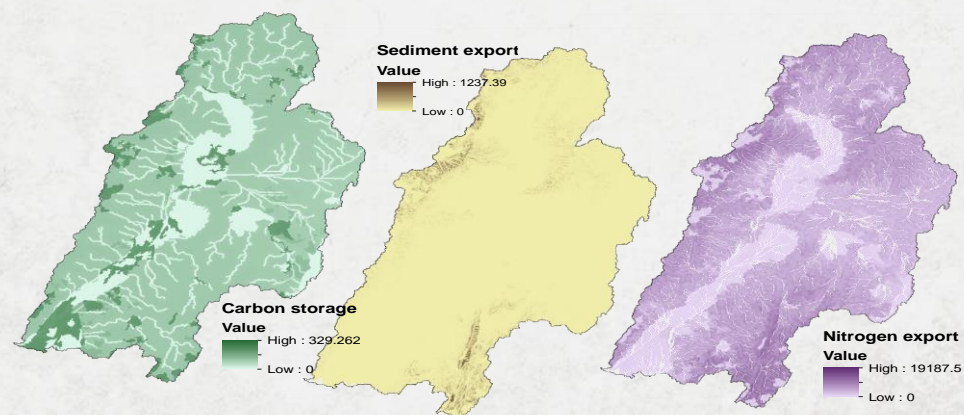 Sediment export
Value
High : 1237.39
Low : 0
Carbon storage
Value
High : 329.262
Low : 0
Nitrogen export
Value
High : 19187.5
Low : 0